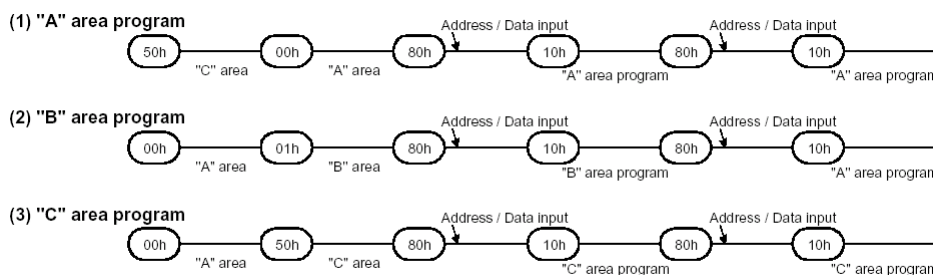 (1) "A" area program
Address / Data input Address / Data input
50h 00h 80h 10h 80h 10h
"C" area "A" area "A" area program "A" area program
(2) "B" area program
Address / Data input Address / Data input
00h 01h 80h 10h 80h 10h
"A" area "B" area "B" area program "A" area program
(3) "C" area program
Address / Data input Address / Data input
00h 50h 80h 10h 80h 10h
"A" area "C" area "C" area program "C" area program